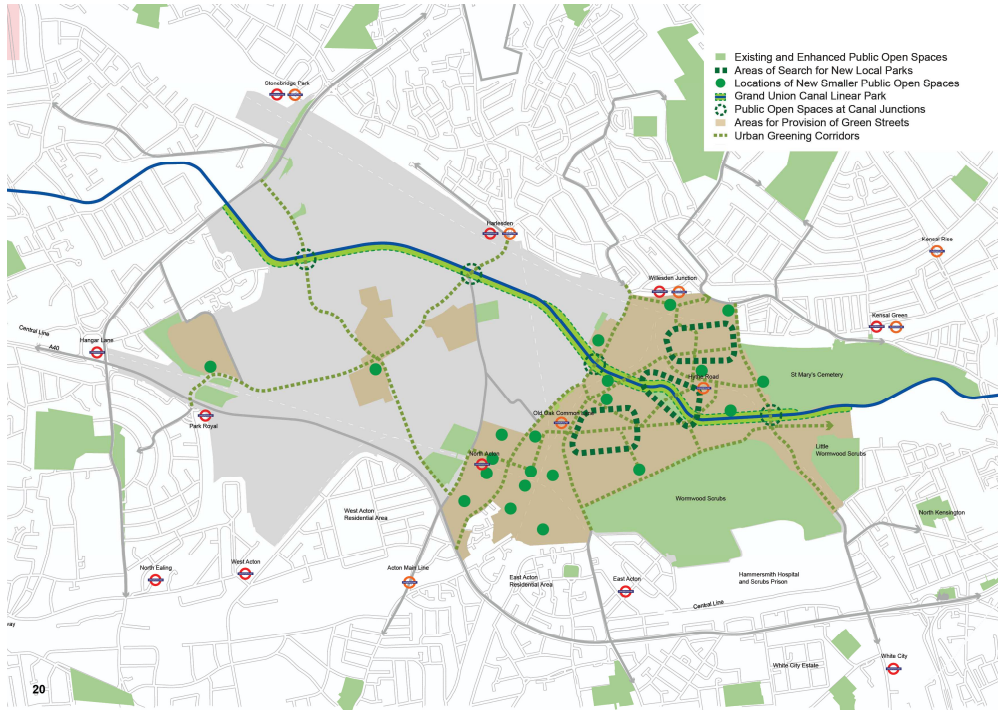 Existing and Enhanced Public Open Spaces
Areas of Search for New Local Parks
Locations of New Smaller Public Open Spaces
Grand Union Canal Linear Park
Public Open Spaces at Canal Junctions
Areas for Provision of Green Streets
Urban Greening Corridors
Stonebridge Park
Harlesden
Kensal Rise
Willesden Junction
Kensal Green
Central Line
A40
Hangar Lane
St Mary's Cemetery
Hythe Road
Park Royal
Old Oak Common Lane
North Acton
Little
Wormwood Scrubs
Wormwood Scrubs
West Acton
Residential Area
North Kensington
North Ealing
West Acton
Acton Main Line
East Acton
Residential Area
East Acton
Hammersmith Hospital
and Scrubs Prison
Central Line
way
White City
White City Estate
20